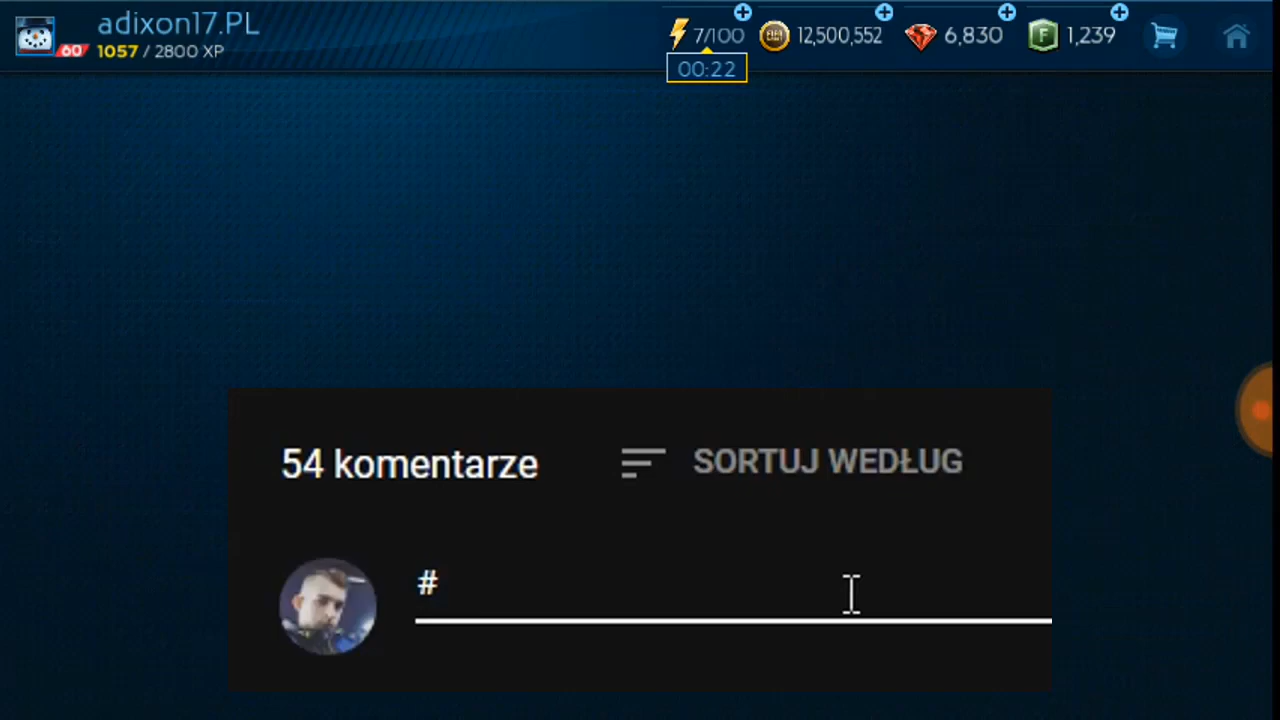 adixon17.PL
60
1057 / 2800 XP
7/100
12,500,552
6,830
F
1,239
00:22
54 komentarze
SORTUJ WEDŁUG
#